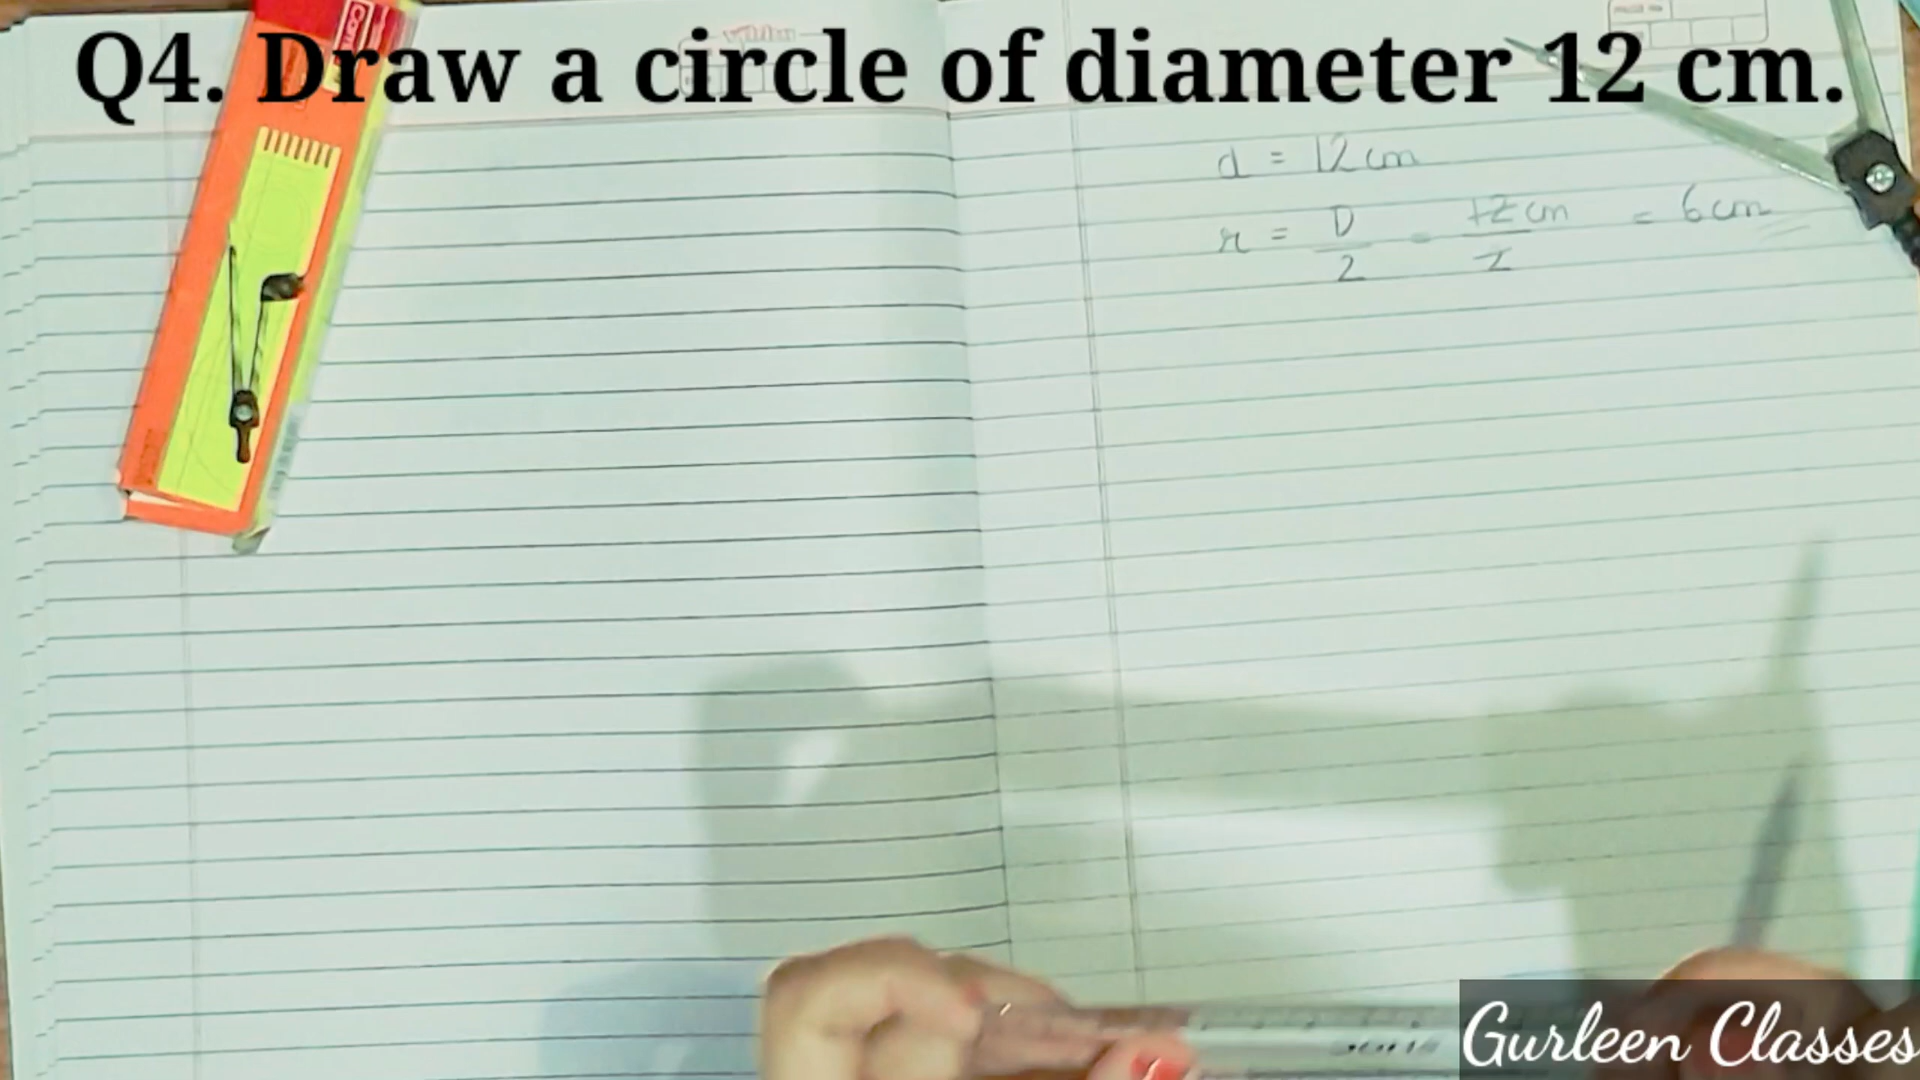 Q4. Draw a circle of diameter 12 cm.
d = 12 cm
r = D/2 = 12 cm/2 = 6 cm
Gurleen Classes